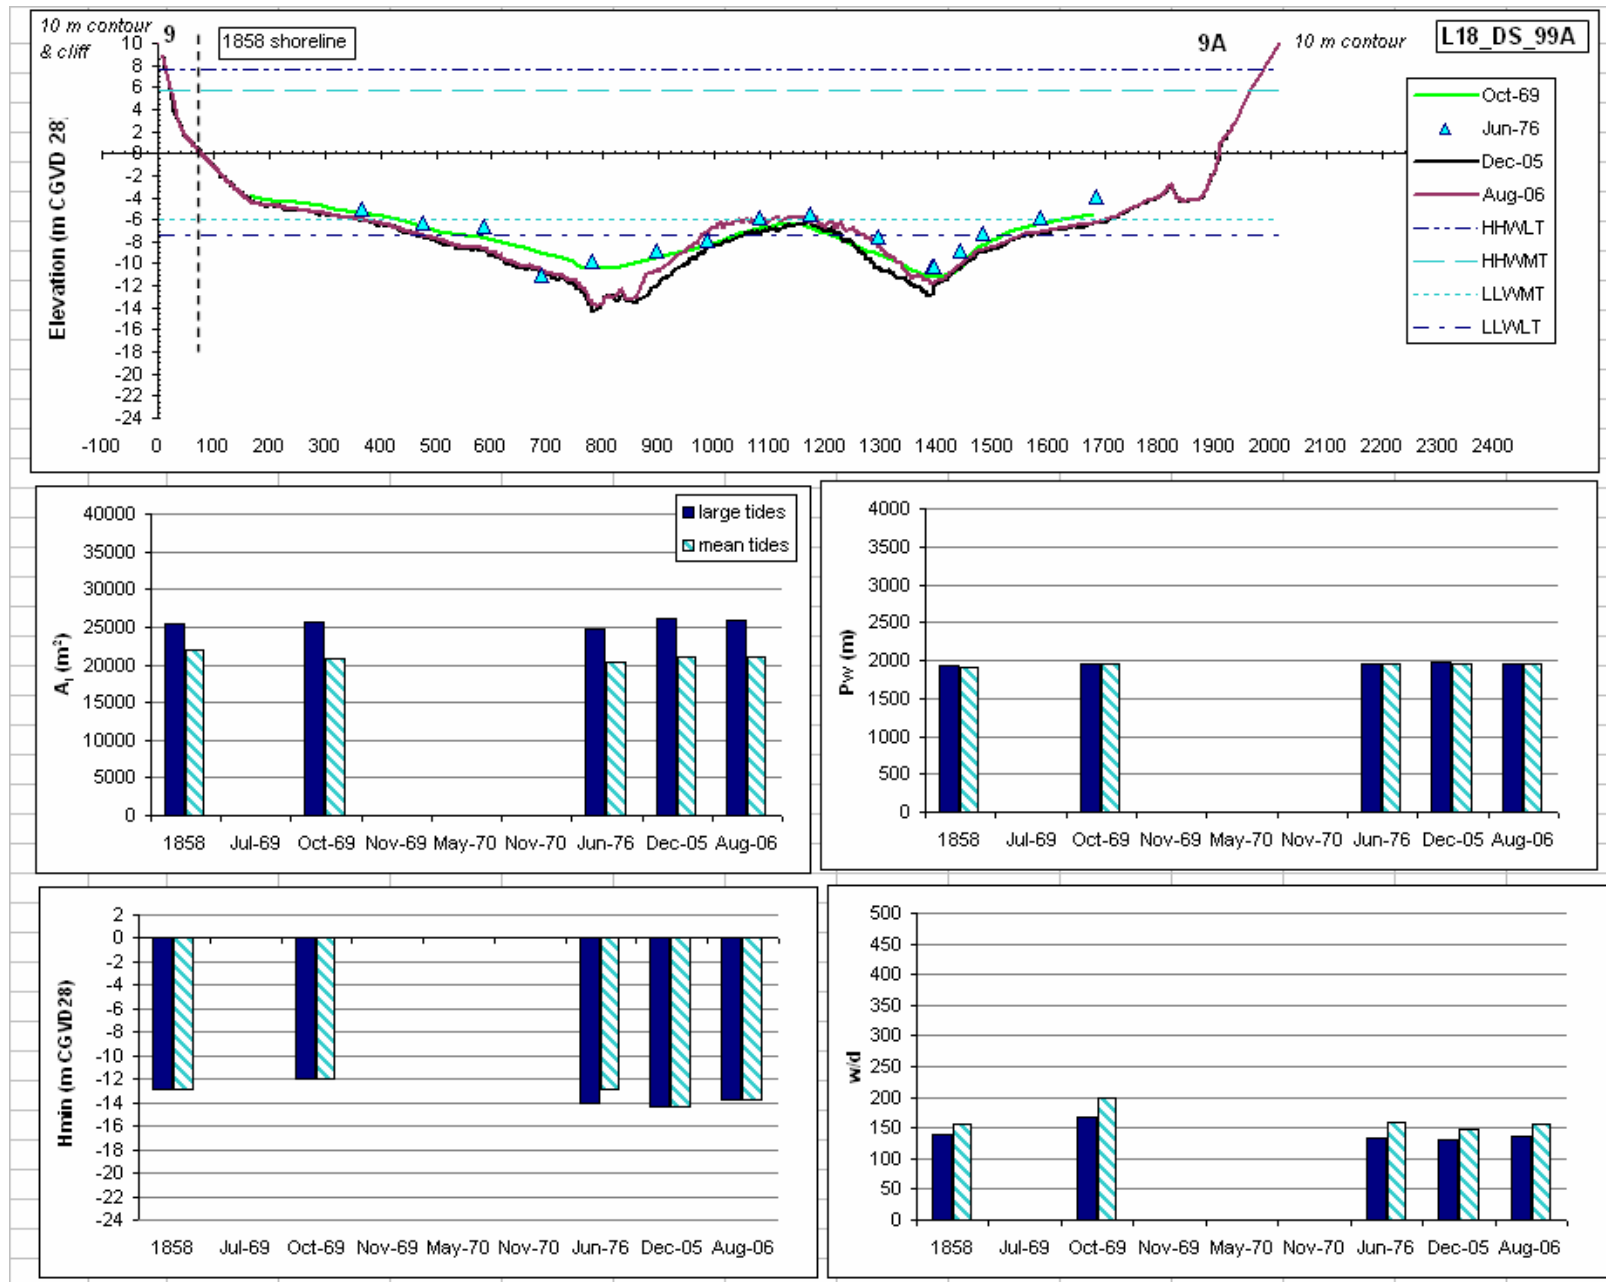 10 m contour
& cliff
9
1858 shoreline
9A
10 m contour
L18_DS_99A
Elevation (m CGVD 28)
10
8
6
4
2
0
-2
-4
-6
-8
-10
-12
-14
-16
-18
-20
-22
-24
-100 0 100 200 300 400 500 600 700 800 900 1000 1100 1200 1300 1400 1500 1600 1700 1800 1900 2000 2100 2200 2300 2400
Oct-69
Jun-76
Dec-05
Aug-06
HHWLT
HHWMT
LLWMT
LLWLT
A_l (m²)
40000
35000
30000
25000
20000
15000
10000
5000
0
large tides
mean tides
1858 Jul-69 Oct-69 Nov-69 May-70 Nov-70 Jun-76 Dec-05 Aug-06
Pw (m)
4000
3500
3000
2500
2000
1500
1000
500
0
1858 Jul-69 Oct-69 Nov-69 May-70 Nov-70 Jun-76 Dec-05 Aug-06
Hmin (m CGVD28)
2
0
-2
-4
-6
-8
-10
-12
-14
-16
-18
-20
-22
-24
1858 Jul-69 Oct-69 Nov-69 May-70 Nov-70 Jun-76 Dec-05 Aug-06
w/d
500
450
400
350
300
250
200
150
100
50
0
1858 Jul-69 Oct-69 Nov-69 May-70 Nov-70 Jun-76 Dec-05 Aug-06